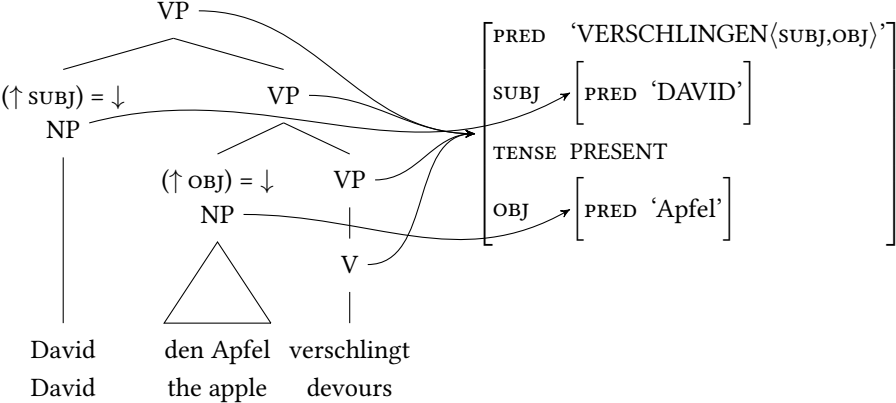 VP
PRED ‘VERSCHLINGEN⟨SUBJ,OBJ⟩’
(↑ SUBJ) = ↓
NP
VP
SUBJ [PRED ‘DAVID’]
TENSE PRESENT
(↑ OBJ) = ↓
NP
VP
OBJ [PRED ‘Apfel’]
V
David den Apfel verschlingt
David the apple devours